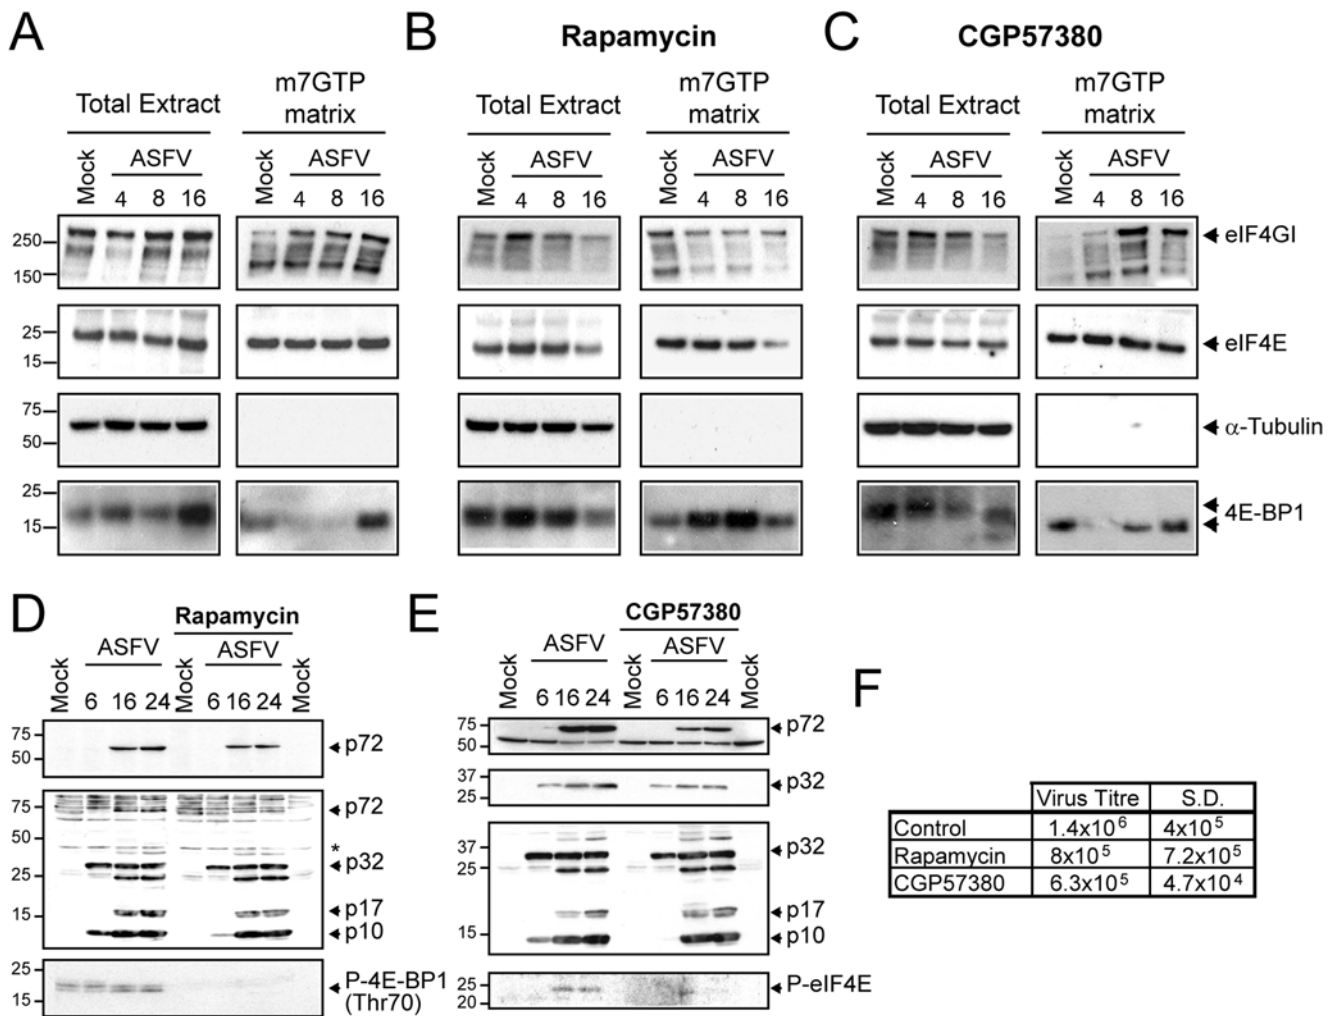 A
B
Rapamycin
C
CGP57380
Total Extract
m7GTP
matrix
Total Extract
m7GTP
matrix
Total Extract
m7GTP
matrix
Mock
ASFV
Mock
ASFV
Mock
ASFV
Mock
ASFV
Mock
ASFV
Mock
ASFV
4 8 16
4 8 16
4 8 16
4 8 16
4 8 16
4 8 16
250
150
eIF4GI
25
15
eIF4E
75
50
α-Tubulin
25
15
4E-BP1
D
Rapamycin
Mock
ASFV
Mock
ASFV
Mock
6 16 24
6 16 24
75
50
p72
75
50
25
15
p72
*
p32
p17
p10
25
15
P-4E-BP1
(Thr70)
E
CGP57380
Mock
ASFV
Mock
ASFV
Mock
6 16 24
6 16 24
75
50
p72
37
25
p32
37
25
15
p32
p17
p10
25
20
P-eIF4E
F
Virus Titre S.D.
Control 1.4x10⁶ 4x10⁵
Rapamycin 8x10⁵ 7.2x10⁵
CGP57380 6.3x10⁵ 4.7x10⁴